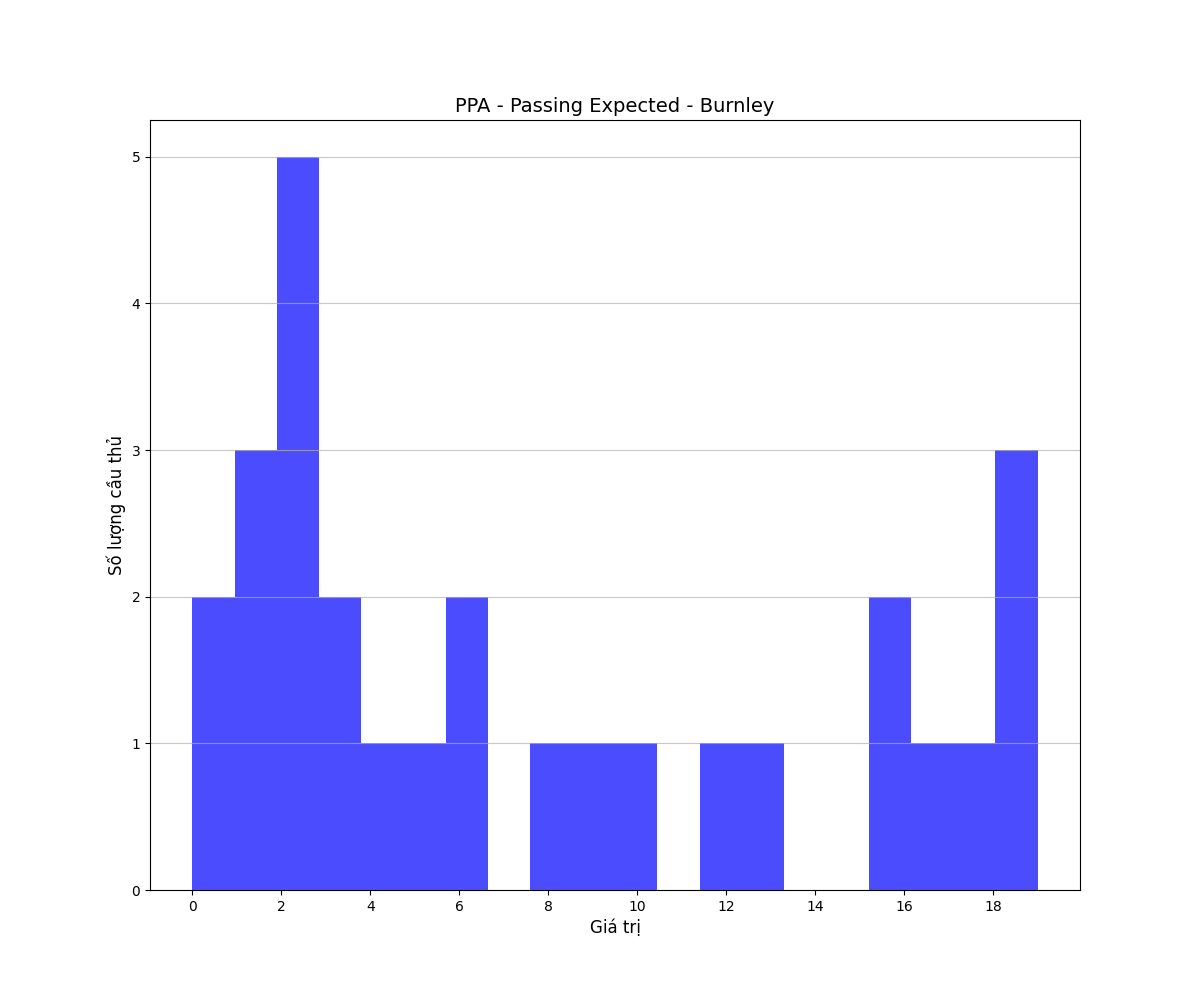 PPA - Passing Expected - Burnley
5
4
3
2
1
0
Số lượng cầu thủ
0 2 4 6 8 10 12 14 16 18
Giá trị